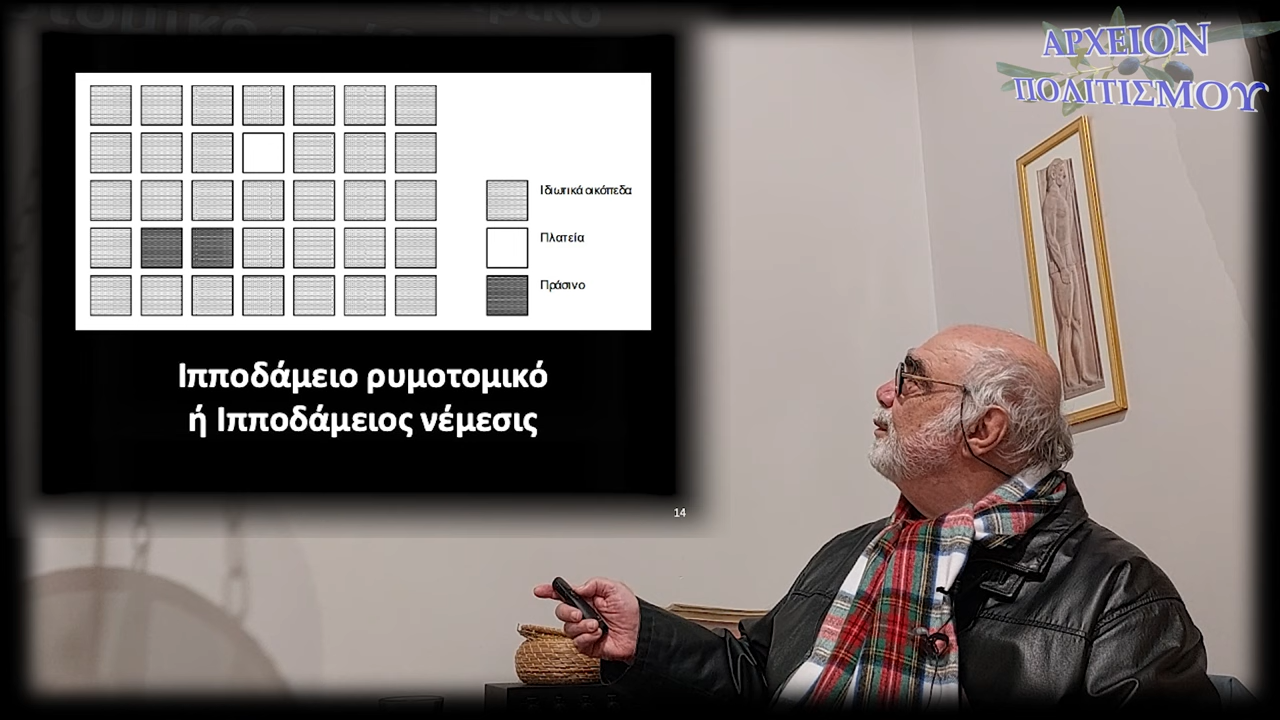 ΑΡΧΕΙΟΝ
ΠΟΛΙΤΙΣΜΟΥ
Ιδιωτικά οικόπεδα
Πλατεία
Πράσινο
Ιπποδάμειο ρυμοτομικό
ή Ιπποδάμειος νέμεσις
14